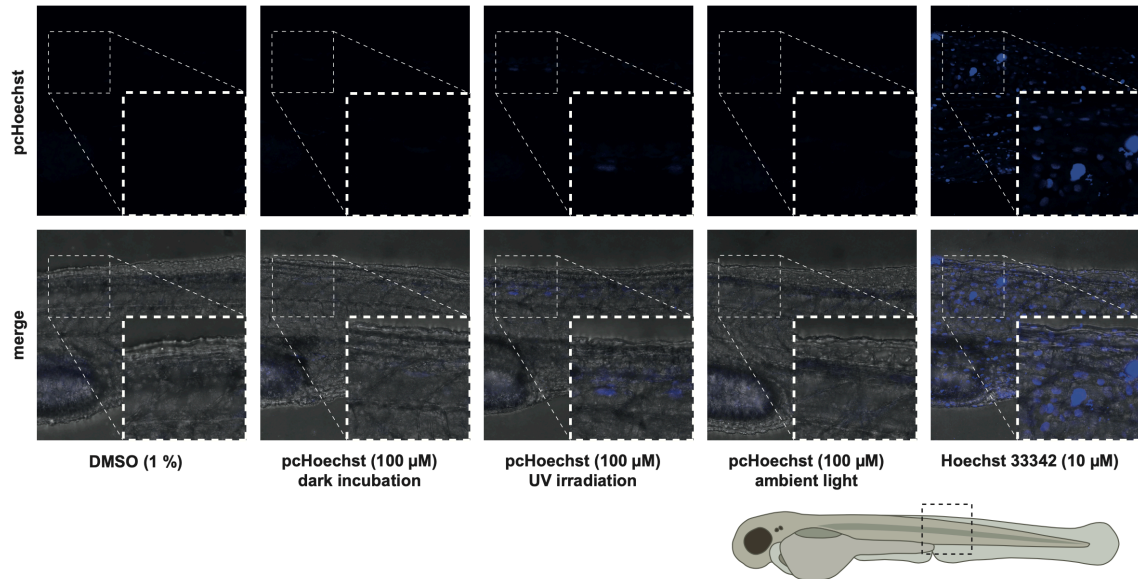 pcHoechst
merge
DMSO (1 %)
pcHoechst (100 µM)
dark incubation
pcHoechst (100 µM)
UV irradiation
pcHoechst (100 µM)
ambient light
Hoechst 33342 (10 µM)